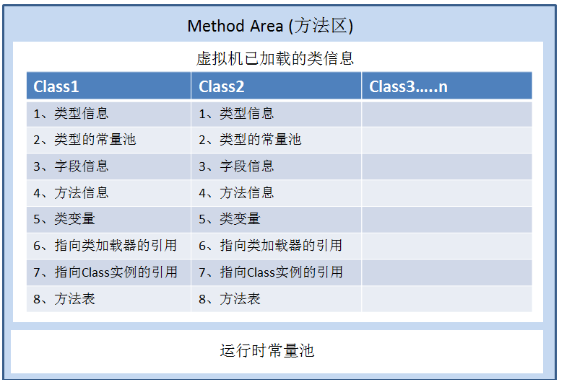 Method Area (方法区)
虚拟机已加载的类信息
Class1 Class2 Class3…..n
1、类型信息 1、类型信息
2、类型的常量池 2、类型的常量池
3、字段信息 3、字段信息
4、方法信息 4、方法信息
5、类变量 5、类变量
6、指向类加载器的引用 6、指向类加载器的引用
7、指向Class实例的引用 7、指向Class实例的引用
8、方法表 8、方法表
运行时常量池